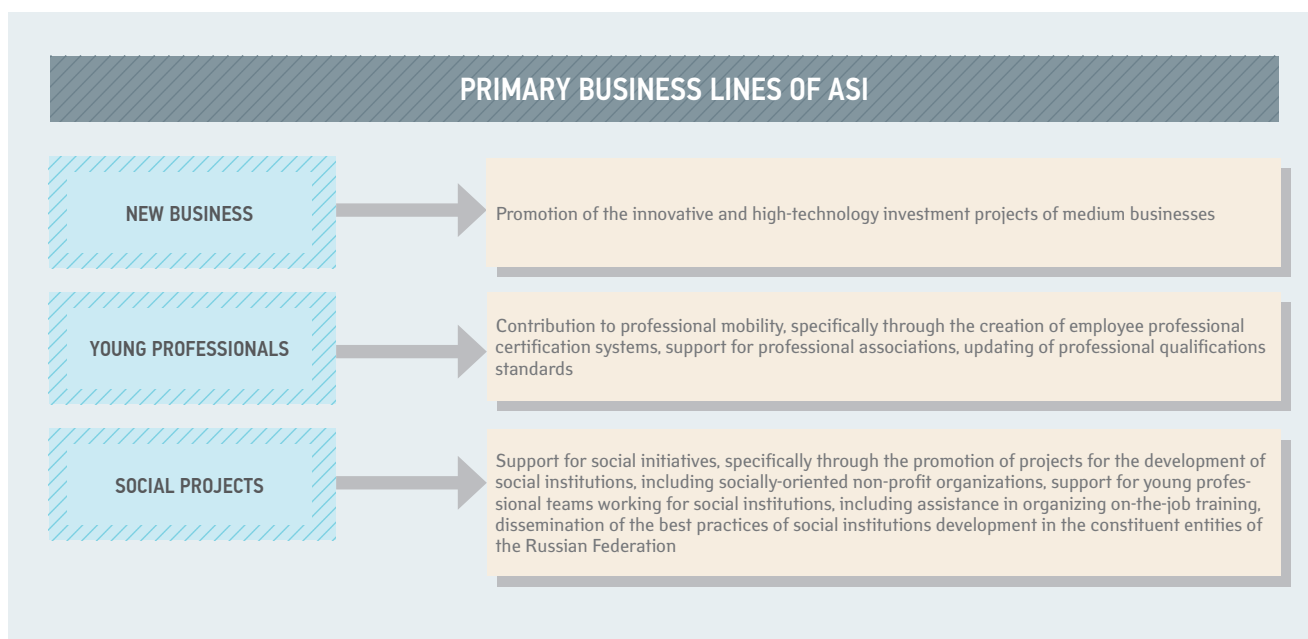 PRIMARY BUSINESS LINES OF ASI
NEW BUSINESS
Promotion of the innovative and high-technology investment projects of medium businesses
YOUNG PROFESSIONALS
Contribution to professional mobility, specifically through the creation of employee professional
certification systems, support for professional associations, updating of professional qualifications
standards
SOCIAL PROJECTS
Support for social initiatives, specifically through the promotion of projects for the development of
social institutions, including socially-oriented non-profit organizations, support for young profes-
sional teams working for social institutions, including assistance in organizing on-the-job training,
dissemination of the best practices of social institutions development in the constituent entities of
the Russian Federation